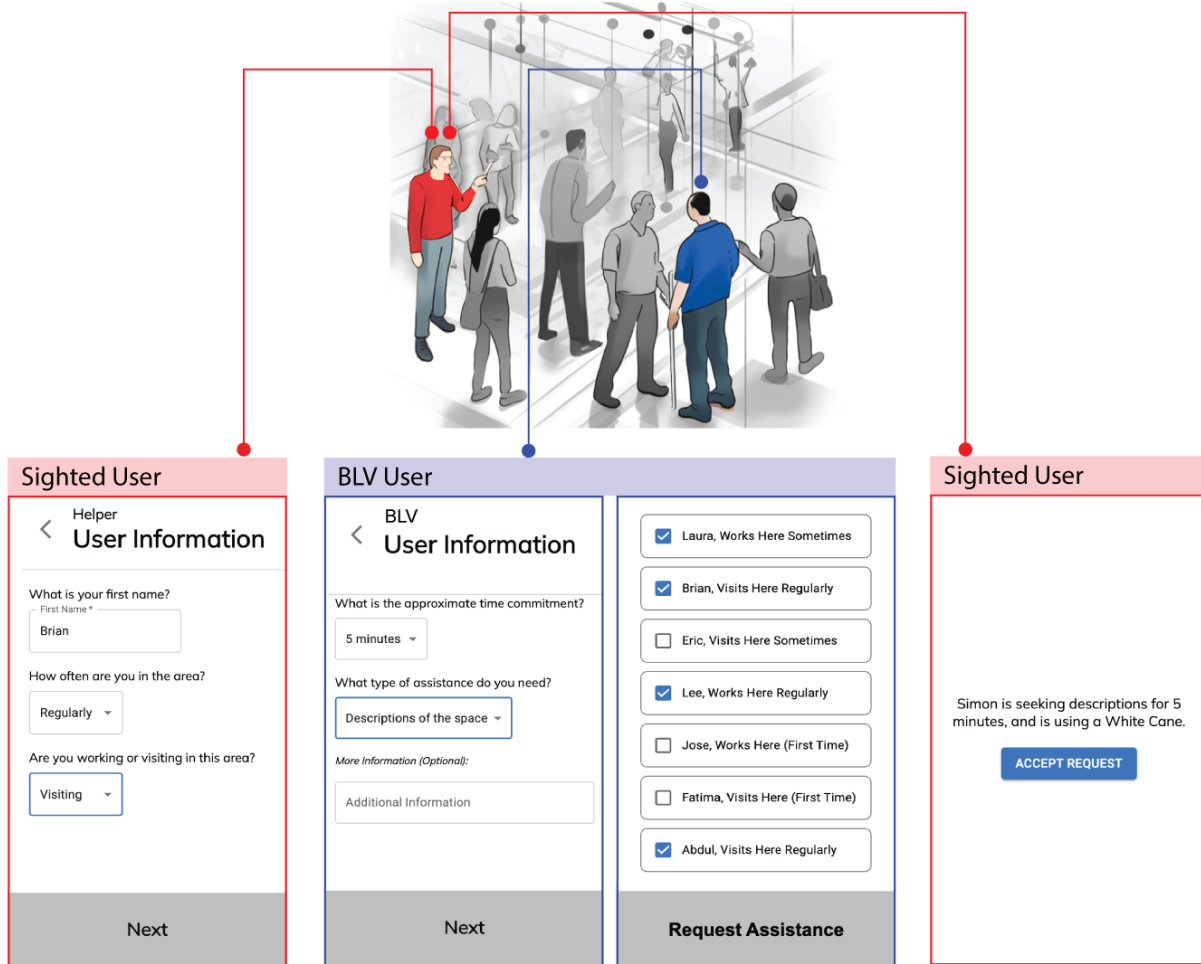 Sighted User
Helper
User Information
What is your first name?
First Name *
Brian
How often are you in the area?
Regularly
Are you working or visiting in this area?
Visiting
Next
BLV User
BLV
User Information
What is the approximate time commitment?
5 minutes
What type of assistance do you need?
Descriptions of the space
More Information (Optional):
Additional Information
Next
Laura, Works Here Sometimes
Brian, Visits Here Regularly
Eric, Visits Here Sometimes
Lee, Works Here Regularly
Jose, Works Here (First Time)
Fatima, Visits Here (First Time)
Abdul, Visits Here Regularly
Request Assistance
Sighted User
Simon is seeking descriptions for 5
minutes, and is using a White Cane.
ACCEPT REQUEST